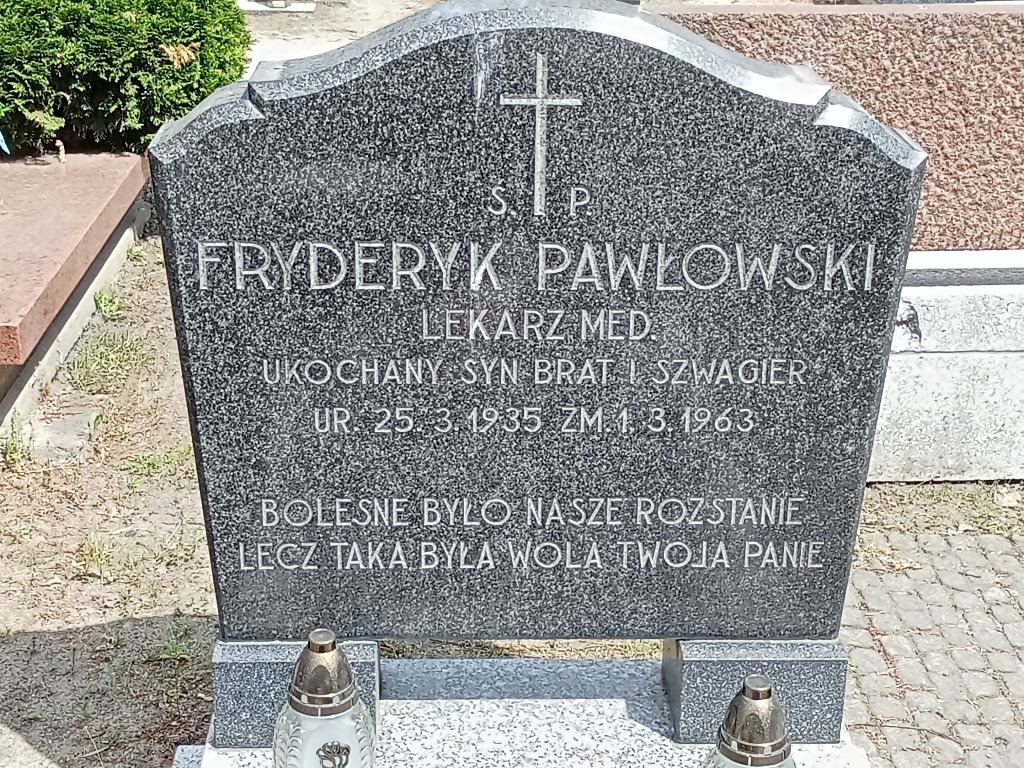 Ś. P.
FRYDERYK PAWŁOWSKI
LEKARZ MED.
UKOCHANY SYN BRAT I SZWAGIER
UR. 25. 3. 1935 ZM. 1. 3. 1963
BOLESNE BYŁO NASZE ROZSTANIE
LECZ TAKA BYŁA WOLA TWOJA PANIE